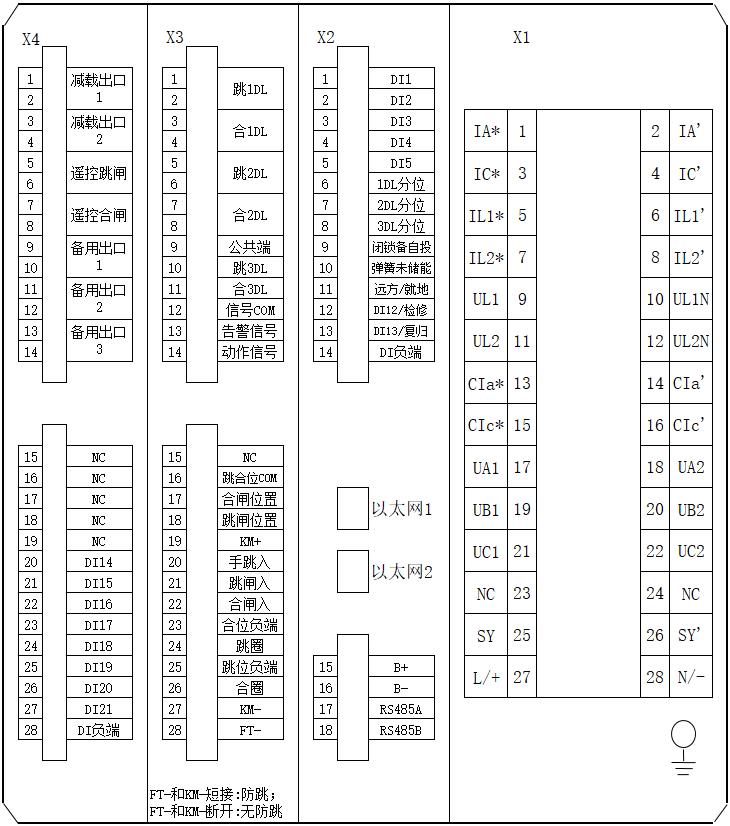 X4
1
减载出口
2
1
3
减载出口
4
2
5
遥控跳闸
6
7
遥控合闸
8
9
备用出口
10
1
11
备用出口
12
2
13
备用出口
14
3
15 NC
16 NC
17 NC
18 NC
19 NC
20 DI14
21 DI15
22 DI16
23 DI17
24 DI18
25 DI19
26 DI20
27 DI21
28 DI负端
X3
1
跳1DL
2
3
合1DL
4
5
跳2DL
6
7
合2DL
8
9 公共端
10 跳3DL
11 合3DL
12 信号COM
13 告警信号
14 动作信号
15 NC
16 跳合位COM
17 合闸位置
18 跳闸位置
19 KM+
20 手跳入
21 跳闸入
22 合闸入
23 合位负端
24 跳圈
25 跳位负端
26 合圈
27 KM-
28 FT-
FT-和KM-短接:防跳;
FT-和KM-断开:无防跳
X2
1 DI1
2 DI2
3 DI3
4 DI4
5 DI5
6 1DL分位
7 2DL分位
8 3DL分位
9 闭锁备自投
10 弹簧未储能
11 远方/就地
12 DI12/检修
13 DI13/复归
14 DI负端
以太网1
以太网2
15 B+
16 B-
17 RS485A
18 RS485B
X1
IA* 1 2 IA'
IC* 3 4 IC'
IL1* 5 6 IL1'
IL2* 7 8 IL2'
UL1 9 10 UL1N
UL2 11 12 UL2N
CIa* 13 14 CIa'
CIc* 15 16 CIc'
UA1 17 18 UA2
UB1 19 20 UB2
UC1 21 22 UC2
NC 23 24 NC
SY 25 26 SY'
L/+ 27 28 N/-